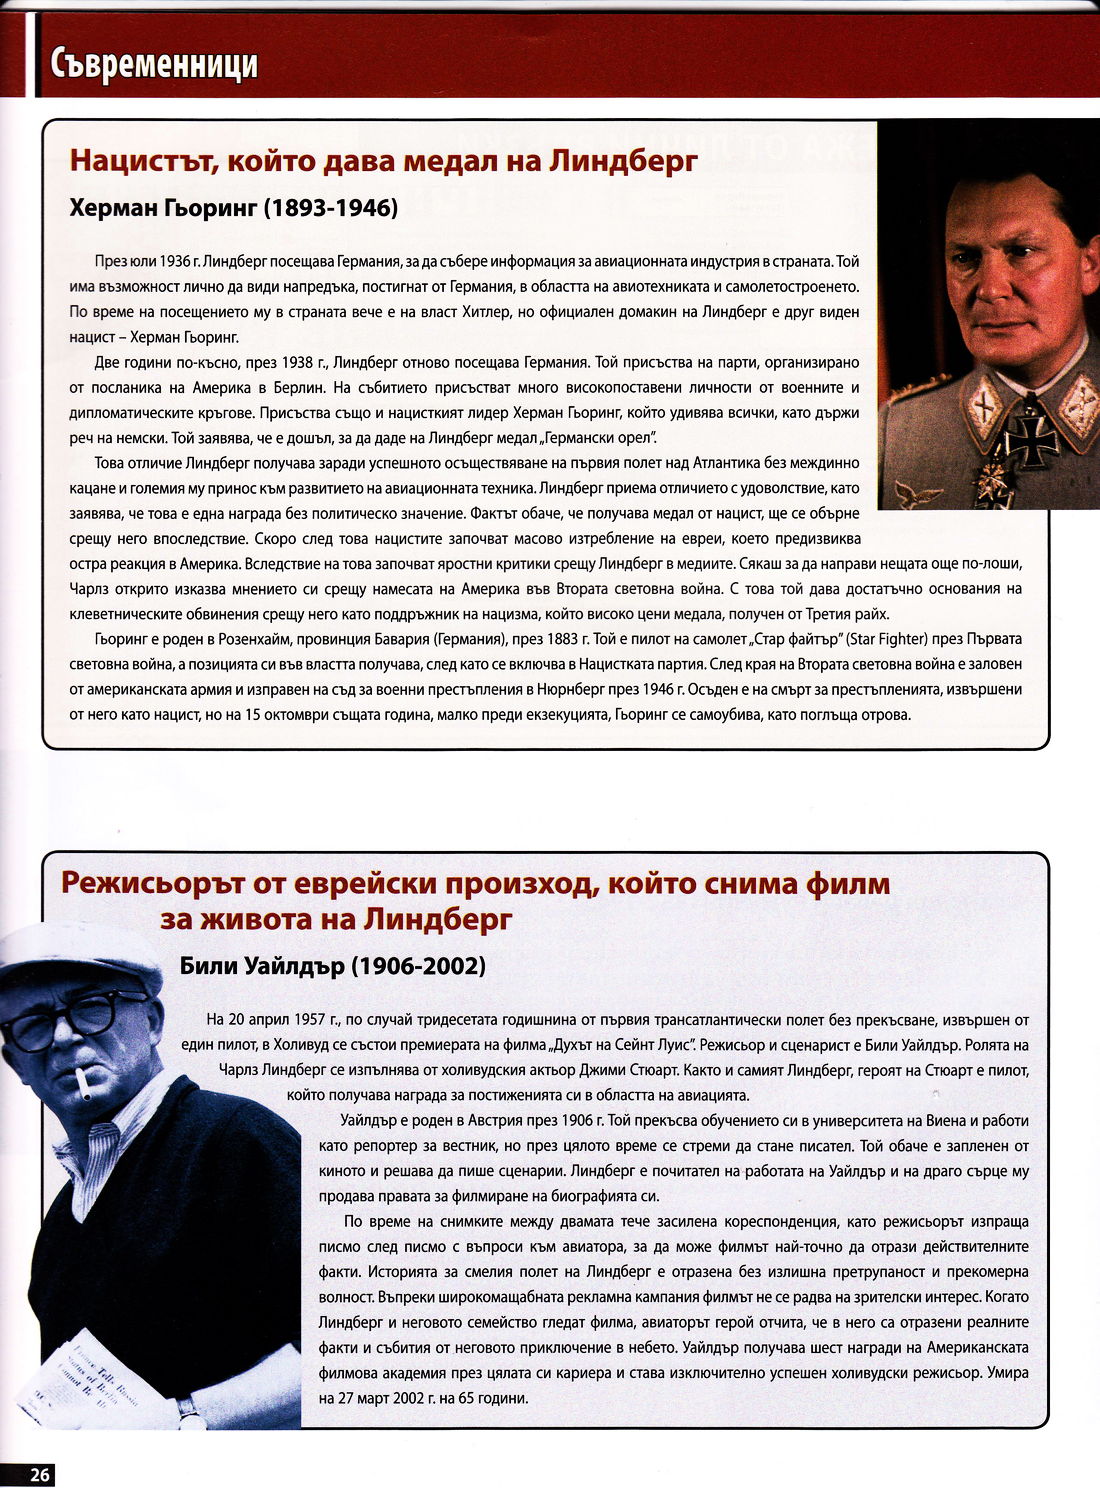 Съвременници
Нацистът, който дава медал на Линдберг
Херман Гьоринг (1893-1946)
През юли 1936 г. Линдберг посещава Германия, за да събере информация за авиационната индустрия в страната. Той
има възможност лично да види напредъка, постигнат от Германия, в областта на авиотехниката и самолетостроенето.
По време на посещението му в страната вече е на власт Хитлер, но официален домакин на Линдберг е друг виден
нацист – Херман Гьоринг.
Две години по-късно, през 1938 г., Линдберг отново посещава Германия. Той присъства на парти, организирано
от посланика на Америка в Берлин. На събитието присъстват много високопоставени личности от военните и
дипломатическите кръгове. Присъства също и нацисткият лидер Херман Гьоринг, който удивява всички, като държи
реч на немски. Той заявява, че е дошъл, за да даде на Линдберг медал „Германски орел”.
Това отличие Линдберг получава заради успешното осъществяване на първия полет над Атлантика без междинно
кацане и големия му принос към развитието на авиационната техника. Линдберг приема отличието с удоволствие, като
заявява, че това е една награда без политическо значение. Фактът обаче, че получава медал от нацист, ще се обърне
срещу него впоследствие. Скоро след това нацистите започват масово изтребление на евреи, което предизвиква
остра реакция в Америка. Вследствие на това започват яростни критики срещу Линдберг в медиите. Сякаш за да направи нещата още по-лоши,
Чарлз открито изказва мнението си срещу намесата на Америка във Втората световна война. С това той дава достатъчно основания на
клеветническите обвинения срещу него като поддръжник на нацизма, който високо цени медала, получен от Третия райх.
Гьоринг е роден в Розенхайм, провинция Бавария (Германия), през 1883 г. Той е пилот на самолет „Стар файтър” (Star Fighter) през Първата
световна война, а позицията си във властта получава, след като се включва в Нацистката партия. След края на Втората световна война е заловен
от американската армия и изправен на съд за военни престъпления в Нюрнберг през 1946 г. Осъден е на смърт за престъпленията, извършени
от него като нацист, но на 15 октомври същата година, малко преди екзекуцията, Гьоринг се самоубива, като поглъща отрова.
Режисьорът от еврейски произход, който снима филм
за живота на Линдберг
Били Уайлдър (1906-2002)
На 20 април 1957 г., по случай тридесетата годишнина от първия трансатлантически полет без прекъсване, извършен от
един пилот, в Холивуд се състои премиерата на филма „Духът на Сейнт Луис”. Режисьор и сценарист е Били Уайлдър. Ролята на
Чарлз Линдберг се изпълнява от холивудския актьор Джими Стюарт. Както и самият Линдберг, героят на Стюарт е пилот,
който получава награда за постиженията си в областта на авиацията.
Уайлдър е роден в Австрия през 1906 г. Той прекъсва обучението си в университета на Виена и работи
като репортер за вестник, но през цялото време се стреми да стане писател. Той обаче е запленен от
киното и решава да пише сценарии. Линдберг е почитател на работата на Уайлдър и на драго сърце му
продава правата за филмиране на биографията си.
По време на снимките между двамата тече засилена кореспонденция, като режисьорът изпраща
писмо след писмо с въпроси към авиатора, за да може филмът най-точно да отрази действителните
факти. Историята за смелия полет на Линдберг е отразена без излишна претрупаност и прекомерна
волност. Въпреки широкомащабната рекламна кампания филмът не се радва на зрителски интерес. Когато
Линдберг и неговото семейство гледат филма, авиаторът герой отчита, че в него са отразени реалните
факти и събития от неговото приключение в небето. Уайлдър получава шест награди на Американската
филмова академия през цялата си кариера и става изключително успешен холивудски режисьор. Умира
на 27 март 2002 г. на 65 години.
26